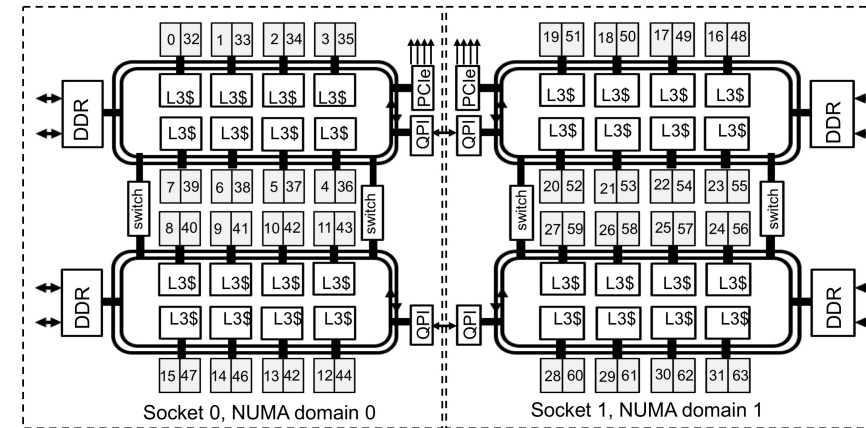 0 32 1 33 2 34 3 35 19 51 18 50 17 49 16 48
DDR L3$ L3$ L3$ L3$ PCIe PCIe L3$ L3$ L3$ L3$ DDR
L3$ L3$ L3$ L3$ QPI QPI L3$ L3$ L3$ L3$
7 39 6 38 5 37 4 36 20 52 21 53 22 54 23 55
switch switch switch switch
8 40 9 41 10 42 11 43 27 59 26 58 25 57 24 56
DDR L3$ L3$ L3$ L3$ L3$ L3$ L3$ L3$ DDR
L3$ L3$ L3$ L3$ QPI QPI L3$ L3$ L3$ L3$
15 47 14 46 13 42 12 44 28 60 29 61 30 62 31 63
Socket 0, NUMA domain 0 Socket 1, NUMA domain 1